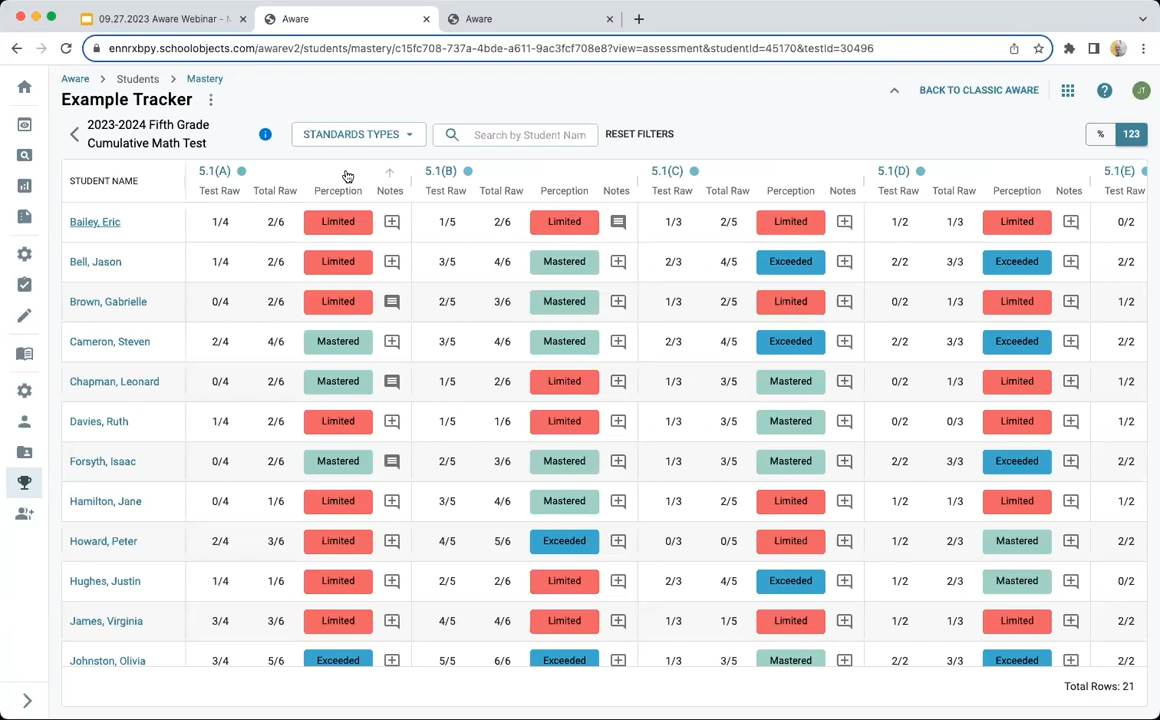 09.27.2023 Aware Webinar -
Aware
Aware
ennrxbpy.schoolobjects.com/awarev2/students/mastery/c15fc708-737a-4bde-a611-9ac3fcf708e8?view=assessment&studentId=45170&testId=30496
Aware > Students > Mastery
Example Tracker
BACK TO CLASSIC AWARE
? JT
2023-2024 Fifth Grade
Cumulative Math Test
STANDARDS TYPES
Search by Student Nam
RESET FILTERS
% 123
STUDENT NAME
5.1(A) 5.1(B) 5.1(C) 5.1(D) 5.1(E)
Test Raw Total Raw Perception Notes Test Raw Total Raw Perception Notes Test Raw Total Raw Perception Notes Test Raw Total Raw Perception Notes Test Raw
Bailey, Eric 1/4 2/6 Limited 1/5 2/6 Limited 1/3 2/5 Limited 1/2 1/3 Limited 0/2
Bell, Jason 1/4 2/6 Limited 3/5 4/6 Mastered 2/3 4/5 Exceeded 2/2 3/3 Exceeded 2/2
Brown, Gabrielle 0/4 2/6 Limited 2/5 3/6 Mastered 1/3 2/5 Limited 0/2 1/3 Limited 1/2
Cameron, Steven 2/4 4/6 Mastered 3/5 4/6 Mastered 2/3 4/5 Exceeded 2/2 3/3 Exceeded 2/2
Chapman, Leonard 0/4 2/6 Mastered 1/5 2/6 Limited 1/3 3/5 Mastered 0/2 1/3 Limited 1/2
Davies, Ruth 1/4 2/6 Limited 1/5 1/6 Limited 1/3 3/5 Mastered 0/2 0/3 Limited 1/2
Forsyth, Isaac 0/4 2/6 Mastered 2/5 3/6 Mastered 1/3 3/5 Mastered 2/2 3/3 Exceeded 2/2
Hamilton, Jane 0/4 1/6 Limited 3/5 4/6 Mastered 1/3 2/5 Limited 1/2 1/3 Limited 1/2
Howard, Peter 2/4 3/6 Limited 4/5 5/6 Exceeded 0/3 0/5 Limited 1/2 2/3 Mastered 2/2
Hughes, Justin 1/4 1/6 Limited 2/5 2/6 Limited 2/3 4/5 Exceeded 1/2 2/3 Mastered 0/2
James, Virginia 3/4 3/6 Limited 4/5 4/6 Limited 1/3 1/5 Limited 1/2 1/3 Limited 2/2
Johnston, Olivia 3/4 5/6 Exceeded 5/5 6/6 Exceeded 1/3 3/5 Mastered 2/2 3/3 Exceeded 2/2
Total Rows: 21